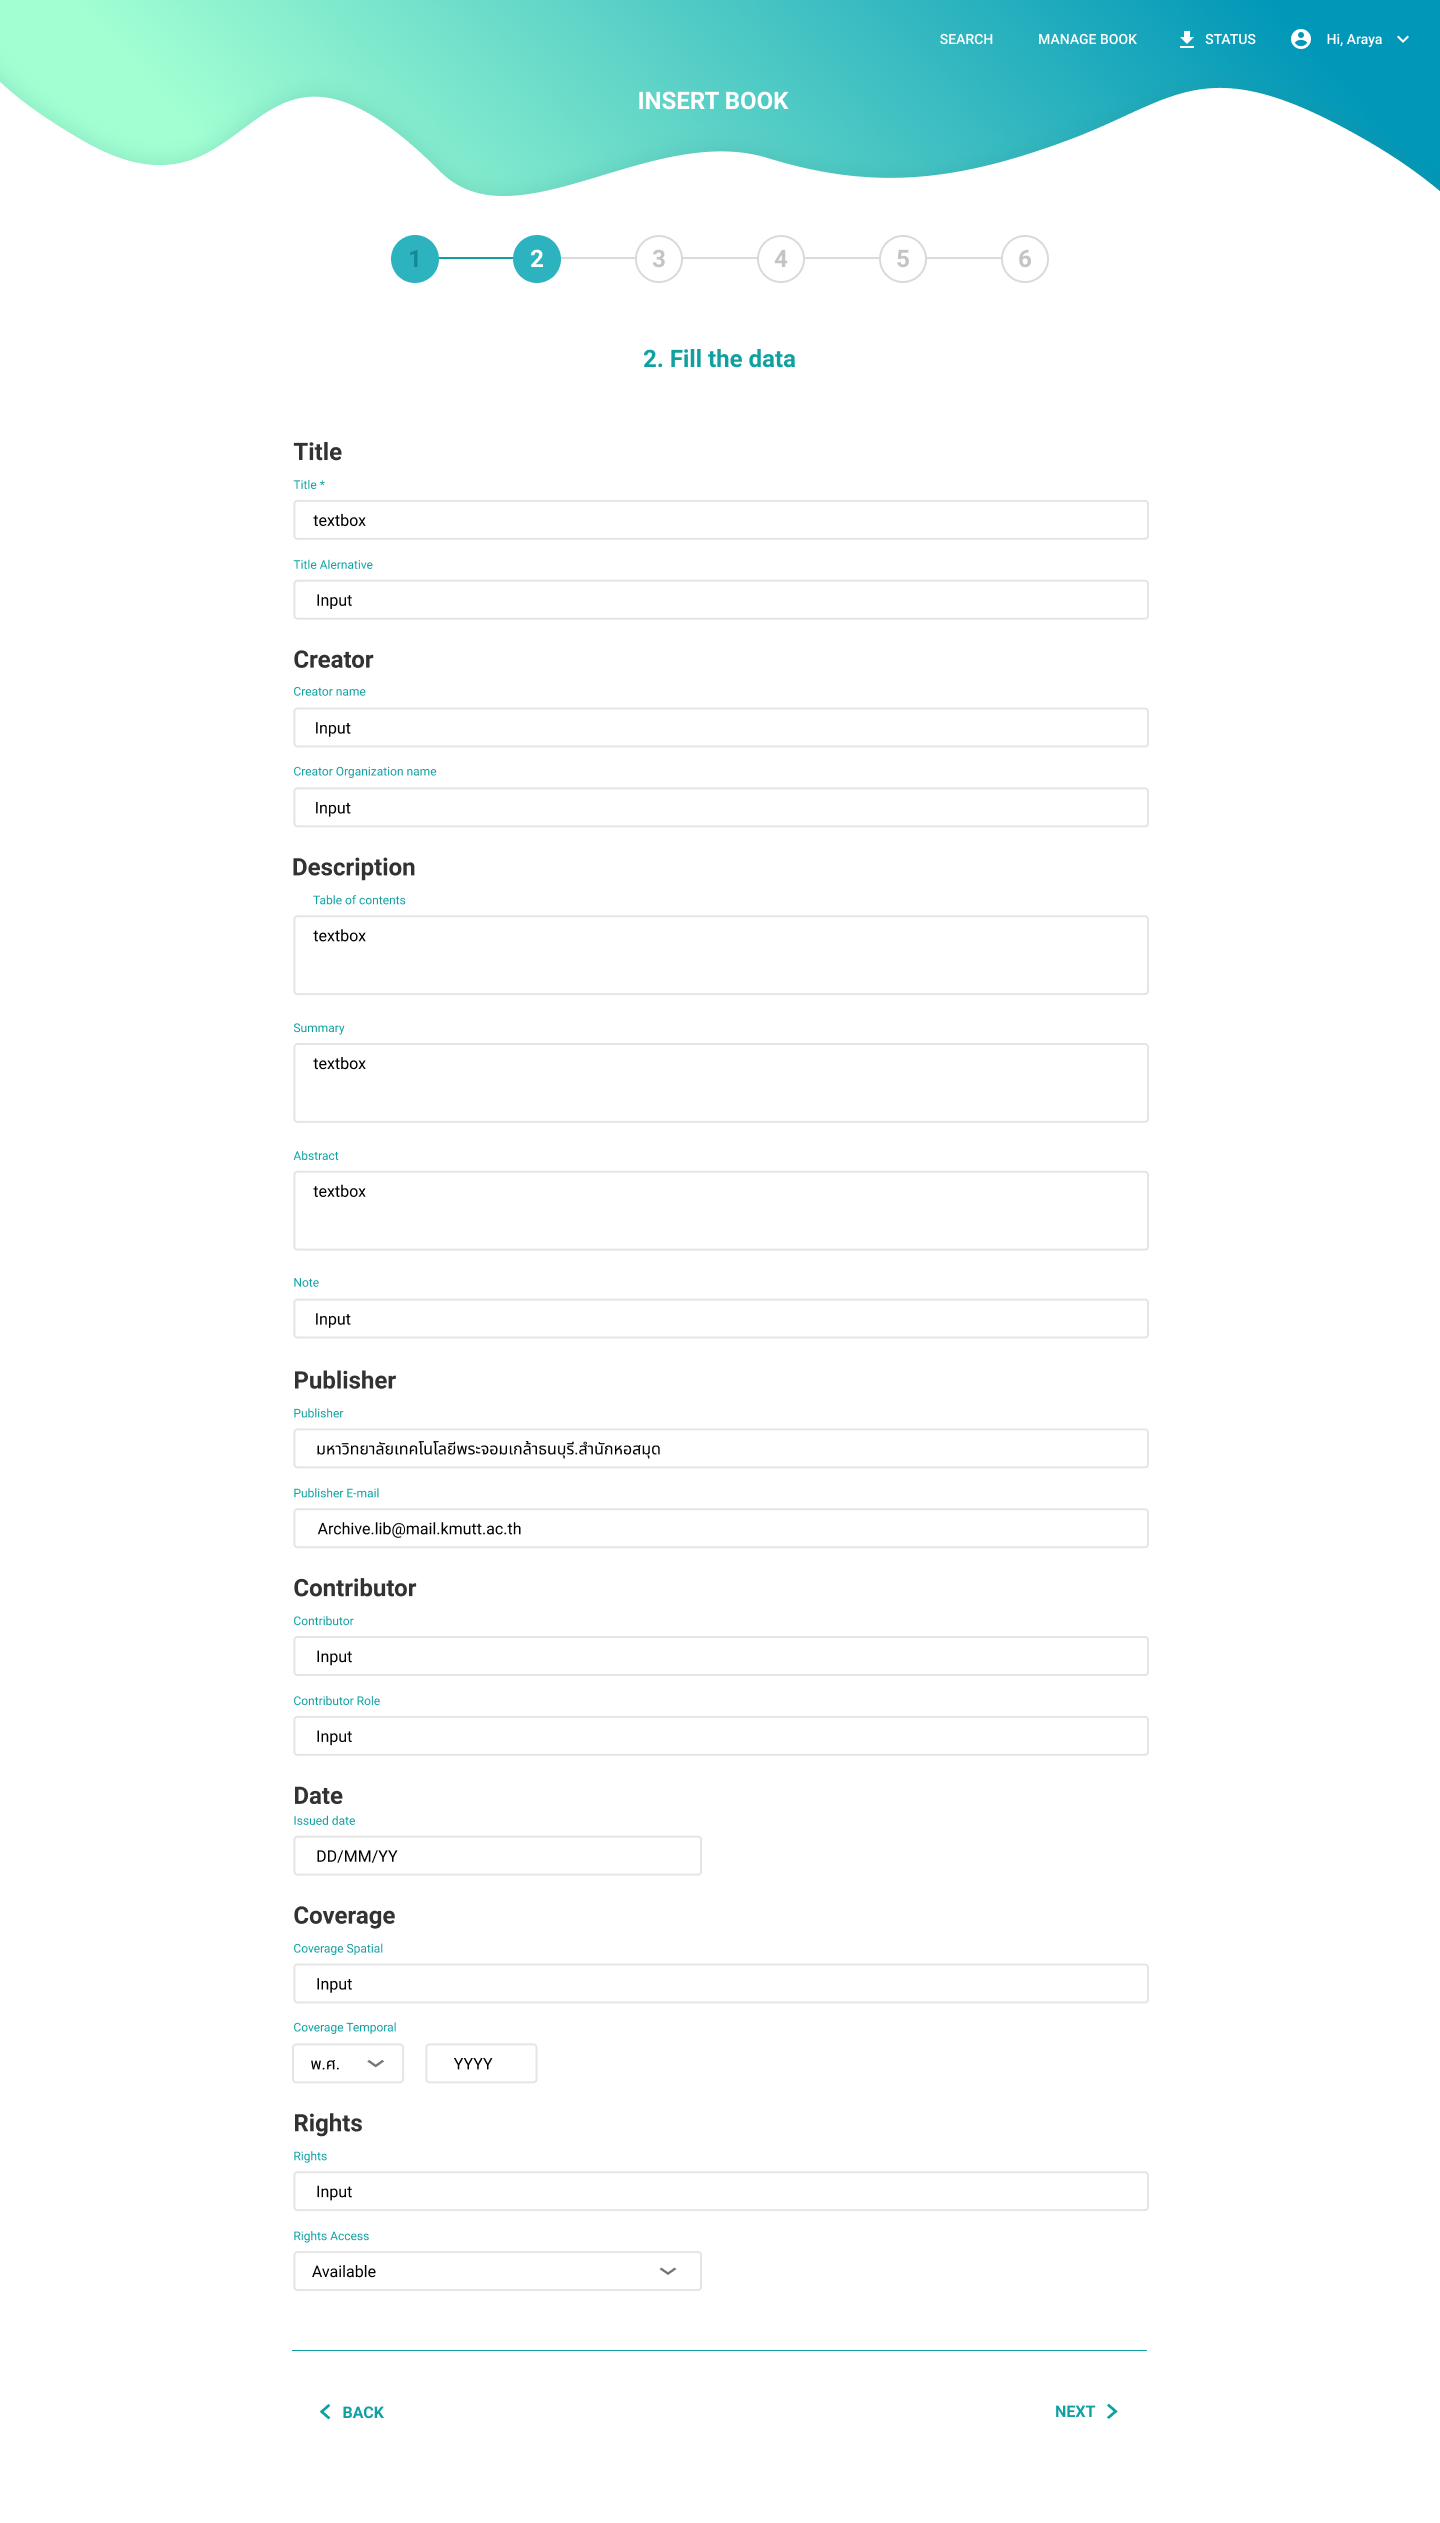 SEARCH MANAGE BOOK STATUS Hi, Araya
INSERT BOOK
1 2 3 4 5 6
2. Fill the data
Title
Title *
textbox
Title Alernative
Input
Creator
Creator name
Input
Creator Organization name
Input
Description
Table of contents
textbox
Summary
textbox
Abstract
textbox
Note
Input
Publisher
Publisher
มหาวิทยาลัยเทคโนโลยีพระจอมเกล้าธนบุรี.สำนักหอสมุด
Publisher E-mail
Archive.lib@mail.kmutt.ac.th
Contributor
Contributor
Input
Contributor Role
Input
Date
Issued date
DD/MM/YY
Coverage
Coverage Spatial
Input
Coverage Temporal
พ.ศ. YYYY
Rights
Rights
Input
Rights Access
Available
BACK NEXT